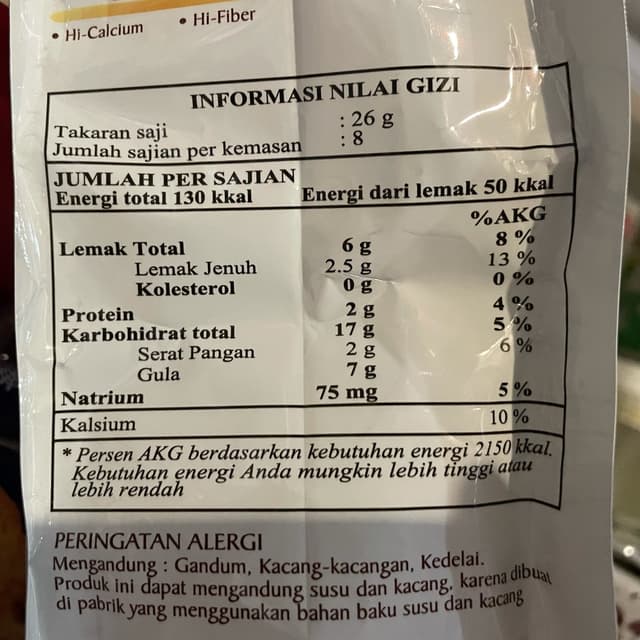 • Hi-Calcium • Hi-Fiber
INFORMASI NILAI GIZI
Takaran saji : 26 g
Jumlah sajian per kemasan : 8
JUMLAH PER SAJIAN
Energi total 130 kkal Energi dari lemak 50 kkal
%AKG
Lemak Total 6 g 8 %
Lemak Jenuh 2.5 g 13 %
Kolesterol 0 g 0 %
Protein 2 g 4 %
Karbohidrat total 17 g 5 %
Serat Pangan 2 g 6 %
Gula 7 g
Natrium 75 mg 5 %
Kalsium 10 %
* Persen AKG berdasarkan kebutuhan energi 2150 kkal.
Kebutuhan energi Anda mungkin lebih tinggi atau
lebih rendah
PERINGATAN ALERGI
Mengandung : Gandum, Kacang-kacangan, Kedelai.
Produk ini dapat mengandung susu dan kacang, karena dibuat
di pabrik yang menggunakan bahan baku susu dan kacang